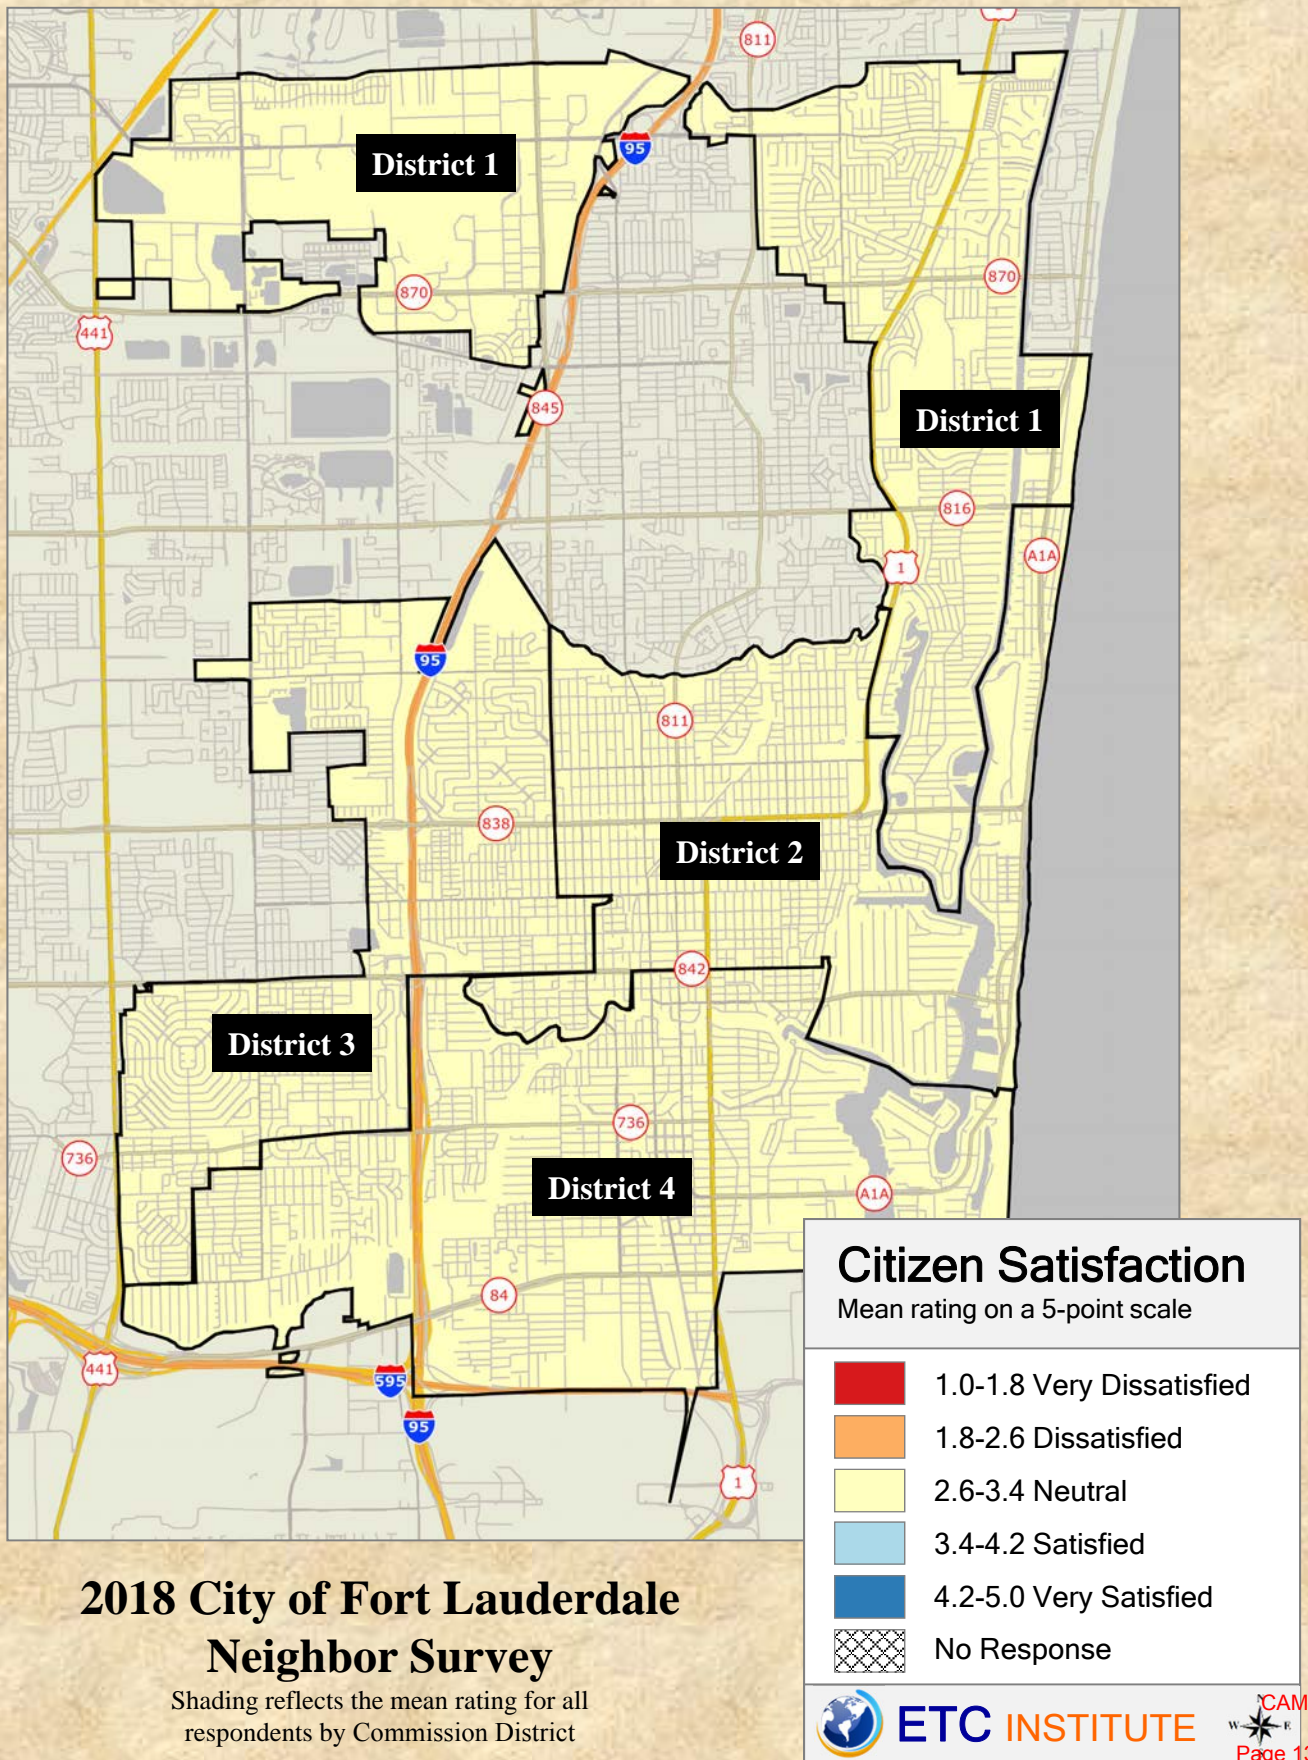 811
District 1
95
870
870
441
845
District 1
816
A1A
1
95
811
838
District 2
842
District 3
736
736
District 4
A1A
84
441
595
95
1
Citizen Satisfaction
Mean rating on a 5-point scale
1.0-1.8 Very Dissatisfied
1.8-2.6 Dissatisfied
2.6-3.4 Neutral
3.4-4.2 Satisfied
4.2-5.0 Very Satisfied
No Response
2018 City of Fort Lauderdale
Neighbor Survey
Shading reflects the mean rating for all
respondents by Commission District
ETC INSTITUTE
CAM
W E